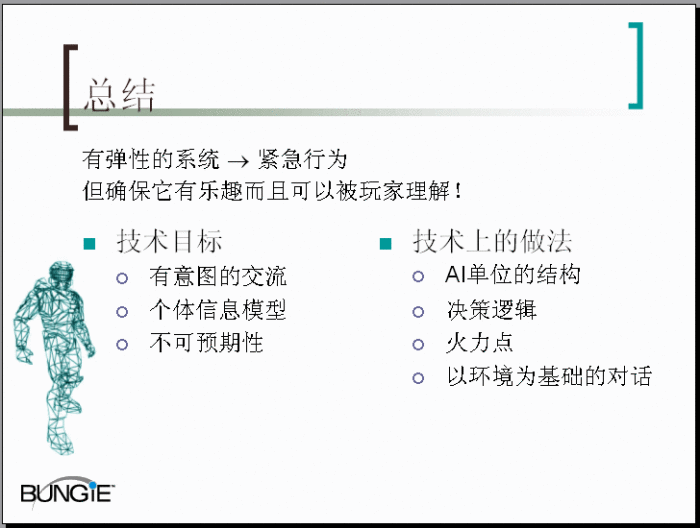 总结
有弹性的系统 → 紧急行为
但确保它有乐趣而且可以被玩家理解！
技术目标
有意图的交流
个体信息模型
不可预期性
技术上的做法
AI单位的结构
决策逻辑
火力点
以环境为基础的对话
BUNGiE™